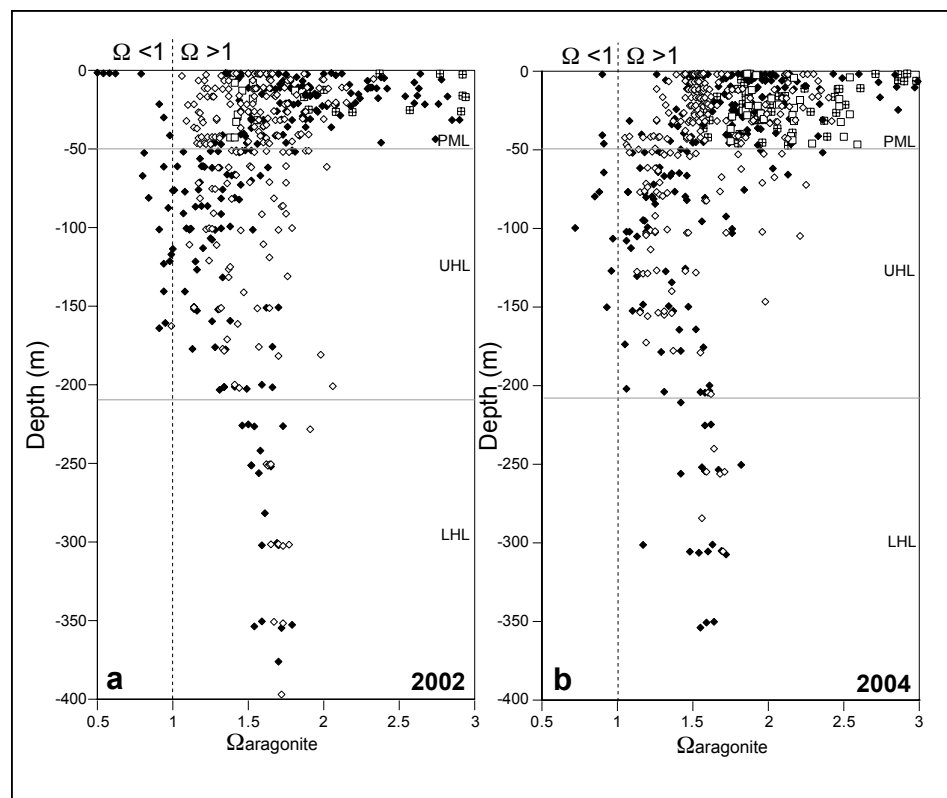 Ω <1 Ω >1
0
-50
-100
-150
-200
-250
-300
-350
-400
Depth (m)
PML
UHL
LHL
a 2002
0.5 1 1.5 2 2.5 3
Ωaragonite
Ω <1 Ω >1
0
-50
-100
-150
-200
-250
-300
-350
-400
Depth (m)
PML
UHL
LHL
b 2004
0.5 1 1.5 2 2.5 3
Ωaragonite